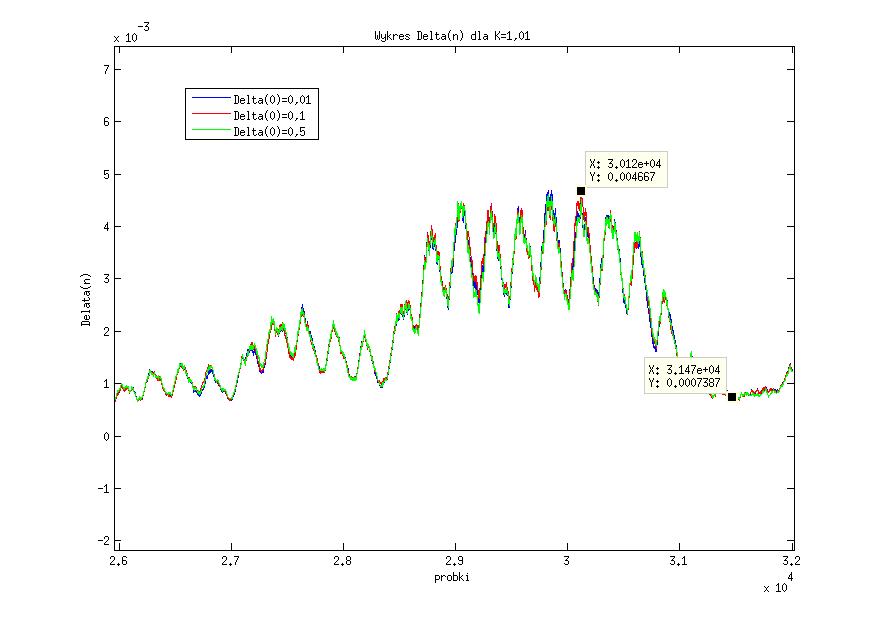 Wykres Delta(n) dla K=1,01
x 10
-3
7
6
5
4
3
2
1
0
-1
-2
Delata(n)
Delta(0)=0,01
Delta(0)=0,1
Delta(0)=0,5
X: 3.012e+04
Y: 0.004667
X: 3.147e+04
Y: 0.0007387
2.6
2.7
2.8
2.9
3
3.1
3.2
probki
x 10
4